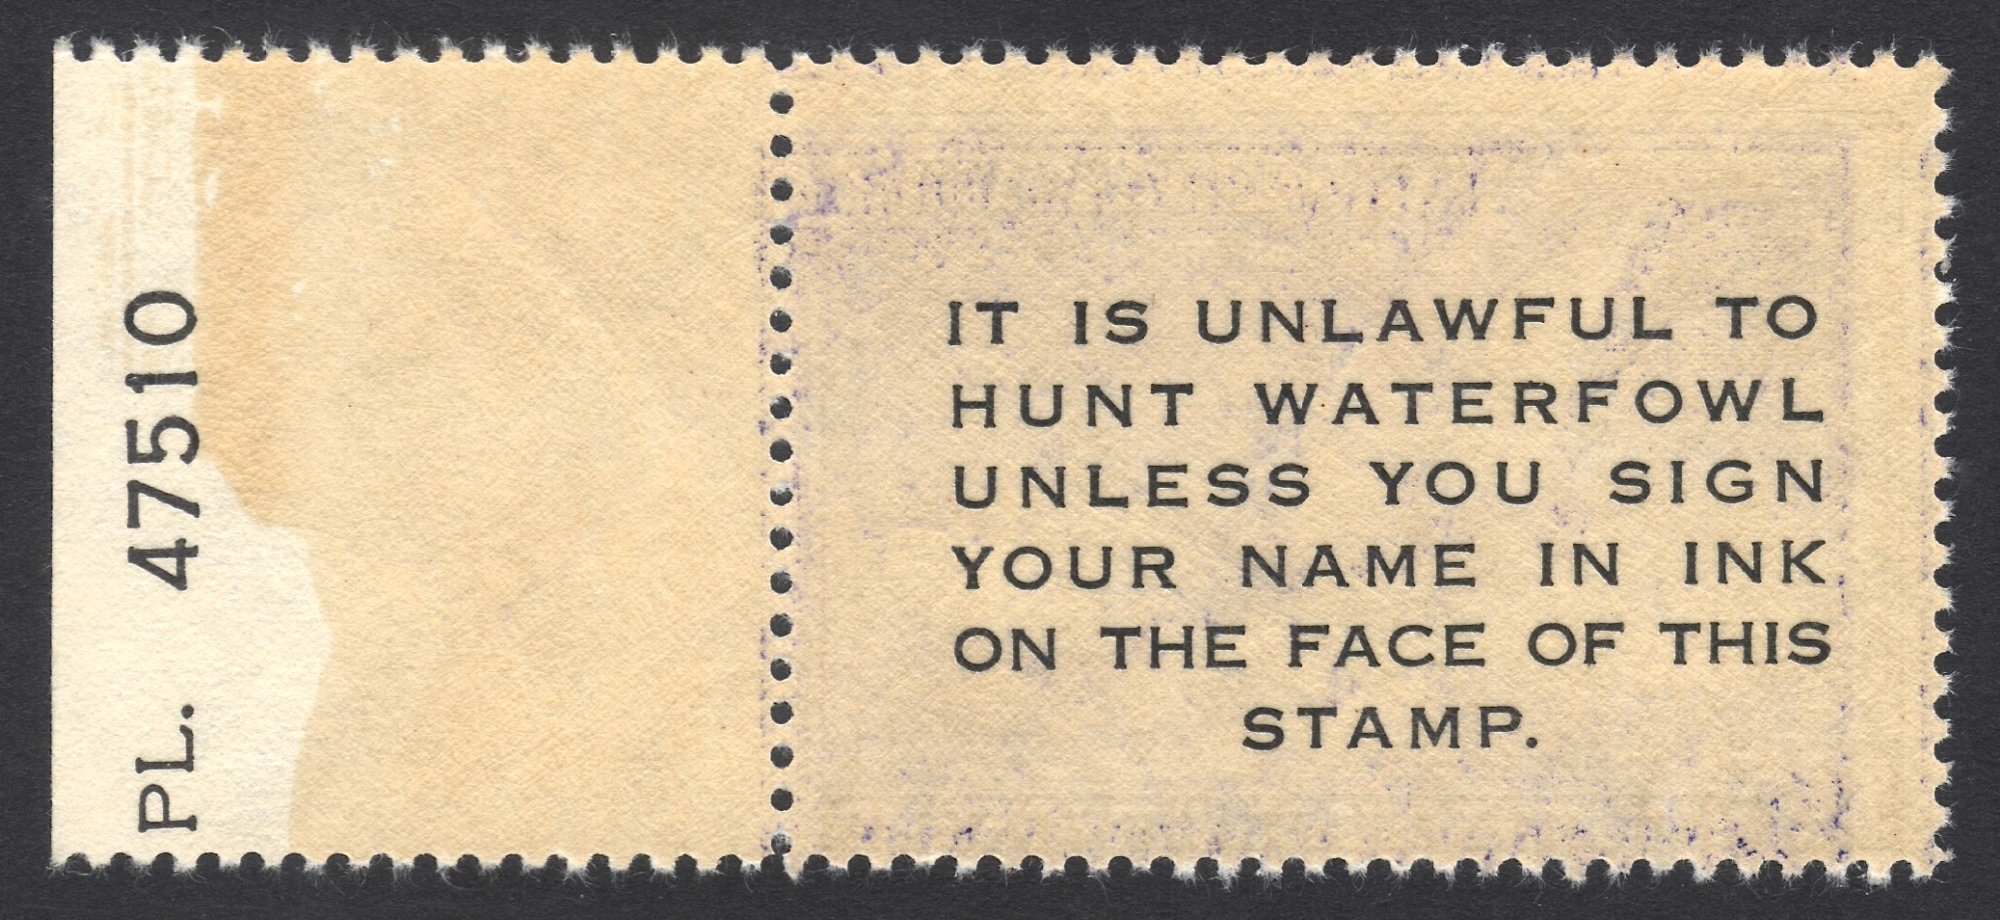 PL. 47510
IT IS UNLAWFUL TO
HUNT WATERFOWL
UNLESS YOU SIGN
YOUR NAME IN INK
ON THE FACE OF THIS
STAMP.